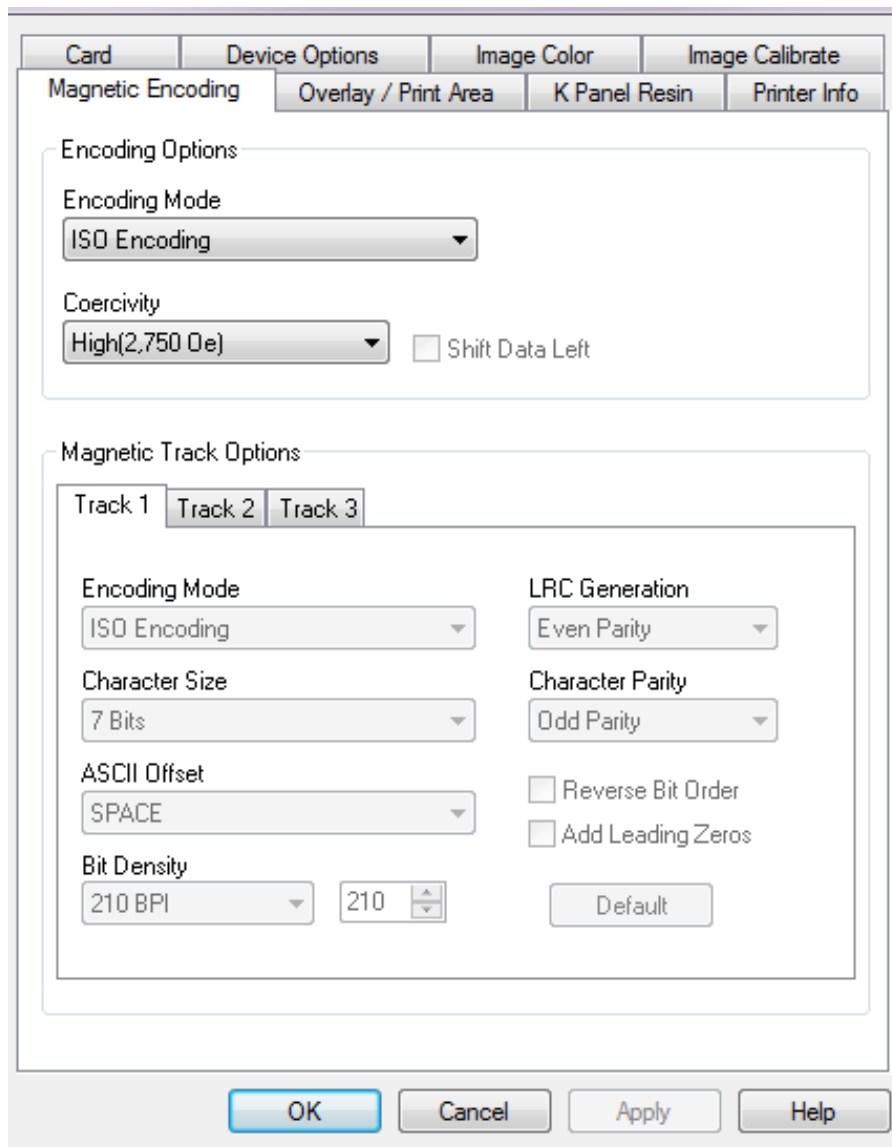 Card Device Options Image Color Image Calibrate
Magnetic Encoding Overlay / Print Area K Panel Resin Printer Info
Encoding Options
Encoding Mode
ISO Encoding
Coercivity
High(2,750 Oe) Shift Data Left
Magnetic Track Options
Track 1 Track 2 Track 3
Encoding Mode LRC Generation
ISO Encoding Even Parity
Character Size Character Parity
7 Bits Odd Parity
ASCII Offset
SPACE Reverse Bit Order
Add Leading Zeros
Bit Density
210 BPI 210 Default
OK Cancel Apply Help